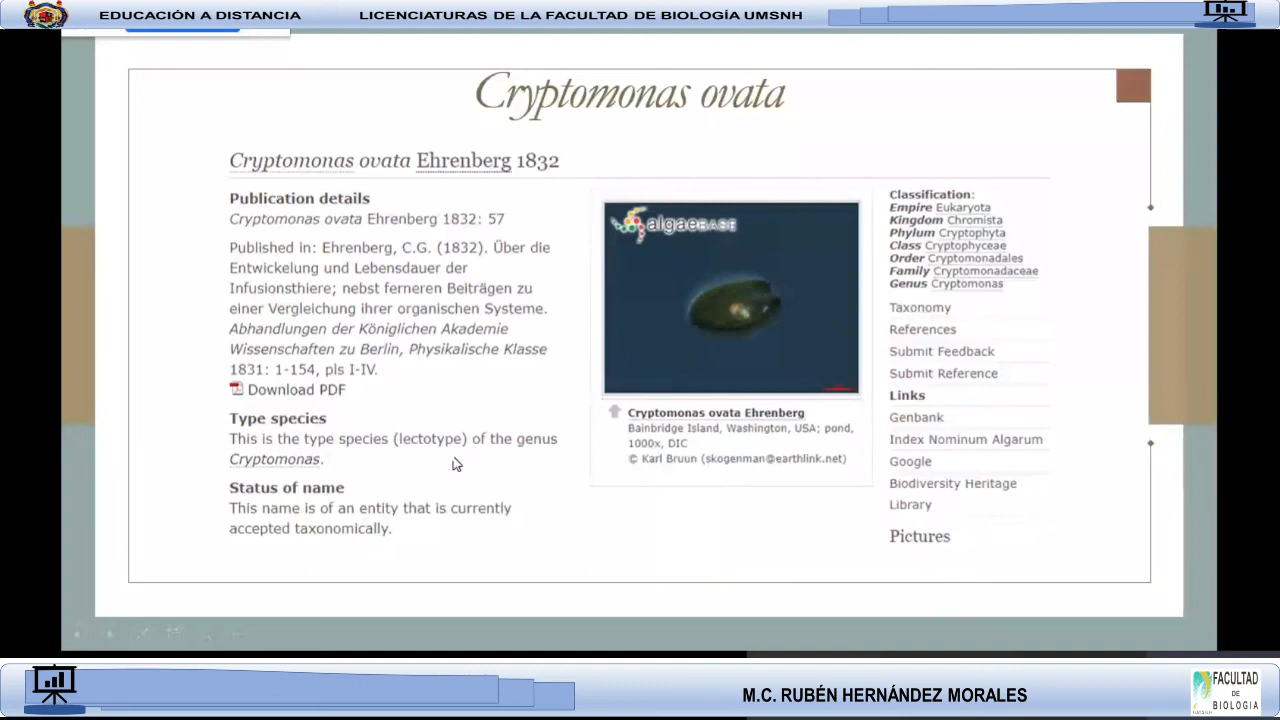 EDUCACIÓN A DISTANCIA
LICENCIATURAS DE LA FACULTAD DE BIOLOGÍA UMSNH
Cryptomonas ovata
Cryptomonas ovata Ehrenberg 1832
Publication details
Cryptomonas ovata Ehrenberg 1832: 57
Published in: Ehrenberg, C.G. (1832). Über die
Entwickelung und Lebensdauer der
Infusionsthiere; nebst ferneren Beiträgen zu
einer Vergleichung ihrer organischen Systeme.
Abhandlungen der Königlichen Akademie
Wissenschaften zu Berlin, Physikalische Klasse
1831: 1-154, pls I-IV.
Download PDF
Type species
This is the type species (lectotype) of the genus
Cryptomonas.
Status of name
This name is of an entity that is currently
accepted taxonomically.
algaeBASE
Cryptomonas ovata Ehrenberg
Bainbridge Island, Washington, USA; pond,
1000x, DIC
© Karl Bruun (skogenman@earthlink.net)
Classification:
Empire Eukaryota
Kingdom Chromista
Phylum Cryptophyta
Class Cryptophyceae
Order Cryptomonadales
Family Cryptomonadaceae
Genus Cryptomonas
Taxonomy
References
Submit Feedback
Submit Reference
Links
Genbank
Index Nominum Algarum
Google
Biodiversity Heritage
Library
Pictures
M.C. RUBÉN HERNÁNDEZ MORALES
FACULTAD
DE
BIOLOGIA